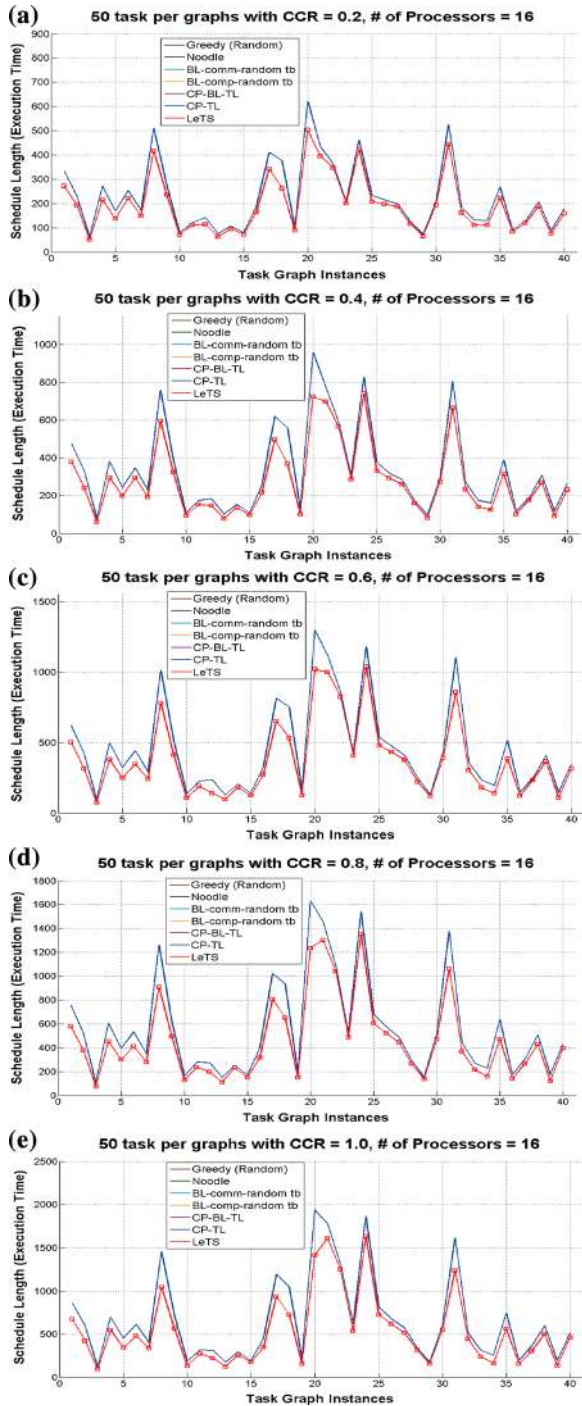 (a)
50 task per graphs with CCR = 0.2, # of Processors = 16
900
800
700
600
500
400
300
200
100
0
Schedule Length (Execution Time)
Greedy (Random)
Noodle
BL-comm-random tb
BL-comp-random tb
CP-BL-TL
CP-TL
LeTS
0 5 10 15 20 25 30 35 40
Task Graph Instances
(b)
50 task per graphs with CCR = 0.4, # of Processors = 16
1000
800
600
400
200
0
Schedule Length (Execution Time)
Greedy (Random)
Noodle
BL-comm-random tb
BL-comp-random tb
CP-BL-TL
CP-TL
LeTS
0 5 10 15 20 25 30 35 40
Task Graph Instances
(c)
50 task per graphs with CCR = 0.6, # of Processors = 16
1500
1000
500
0
Schedule Length (Execution Time)
Greedy (Random)
Noodle
BL-comm-random tb
BL-comp-random tb
CP-BL-TL
CP-TL
LeTS
0 5 10 15 20 25 30 35 40
Task Graph Instances
(d)
50 task per graphs with CCR = 0.8, # of Processors = 16
1800
1600
1400
1200
1000
800
600
400
200
0
Schedule Length (Execution Time)
Greedy (Random)
Noodle
BL-comm-random tb
BL-comp-random tb
CP-BL-TL
CP-TL
LeTS
0 5 10 15 20 25 30 35 40
Task Graph Instances
(e)
50 task per graphs with CCR = 1.0, # of Processors = 16
2500
2000
1500
1000
500
0
Schedule Length (Execution Time)
Greedy (Random)
Noodle
BL-comm-random tb
BL-comp-random tb
CP-BL-TL
CP-TL
LeTS
0 5 10 15 20 25 30 35 40
Task Graph Instances